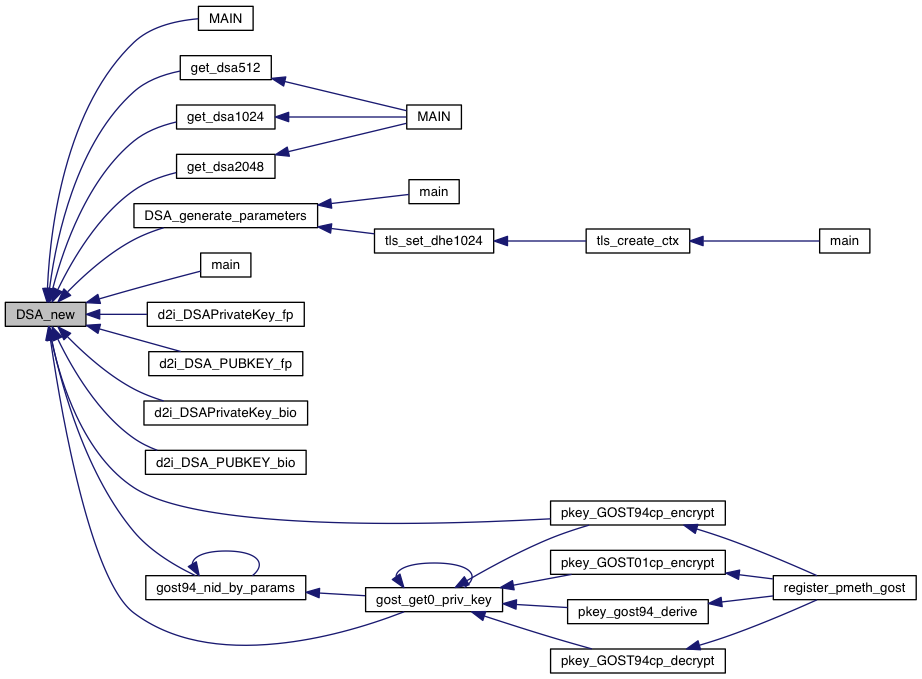 MAIN
get_dsa512
get_dsa1024
MAIN
get_dsa2048
main
DSA_generate_parameters
tls_set_dhe1024
tls_create_ctx
main
main
DSA_new
d2i_DSAPrivateKey_fp
d2i_DSA_PUBKEY_fp
d2i_DSAPrivateKey_bio
d2i_DSA_PUBKEY_bio
pkey_GOST94cp_encrypt
pkey_GOST01cp_encrypt
gost94_nid_by_params
register_pmeth_gost
gost_get0_priv_key
pkey_gost94_derive
pkey_GOST94cp_decrypt